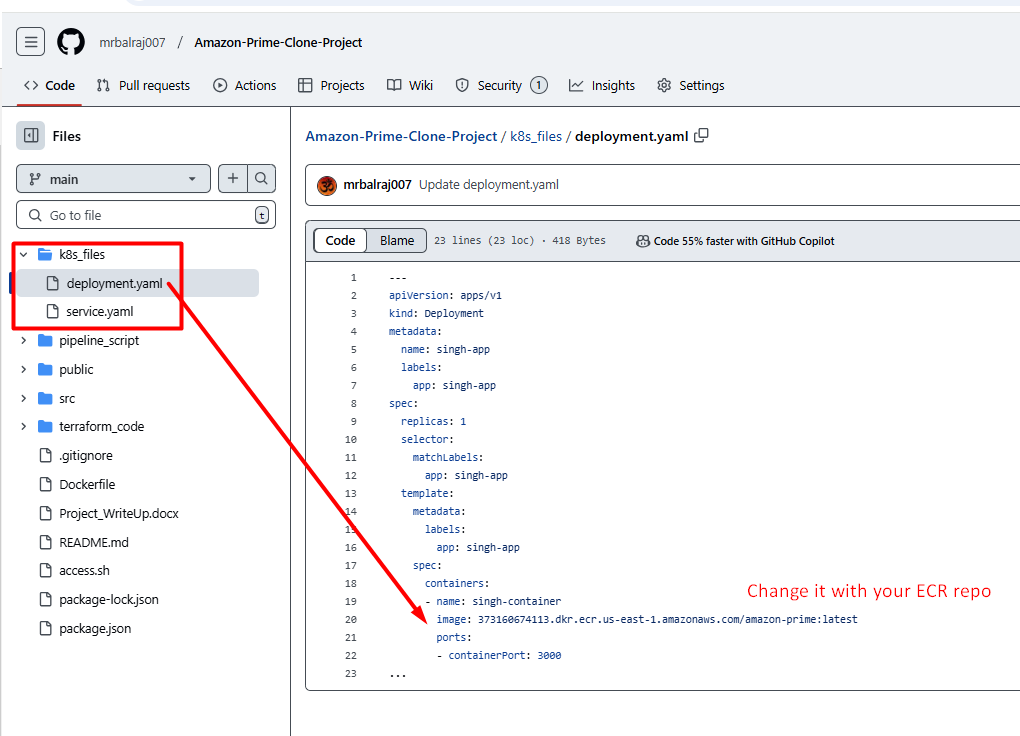 mrbalraj007 / Amazon-Prime-Clone-Project
Code Pull requests Actions Projects Wiki Security 1 Insights Settings
Files
main
Go to file t
k8s_files
deployment.yaml
service.yaml
pipeline_script
public
src
terraform_code
.gitignore
Dockerfile
Project_WriteUp.docx
README.md
access.sh
package-lock.json
package.json
Amazon-Prime-Clone-Project / k8s_files / deployment.yaml
mrbalraj007 Update deployment.yaml
Code Blame 23 lines (23 loc) · 418 Bytes Code 55% faster with GitHub Copilot
1 ---
2 apiVersion: apps/v1
3 kind: Deployment
4 metadata:
5 name: singh-app
6 labels:
7 app: singh-app
8 spec:
9 replicas: 1
10 selector:
11 matchLabels:
12 app: singh-app
13 template:
14 metadata:
15 labels:
16 app: singh-app
17 spec:
18 containers:
19 - name: singh-container
20 image: 373160674113.dkr.ecr.us-east-1.amazonaws.com/amazon-prime:latest
21 ports:
22 - containerPort: 3000
23 ...
Change it with your ECR repo